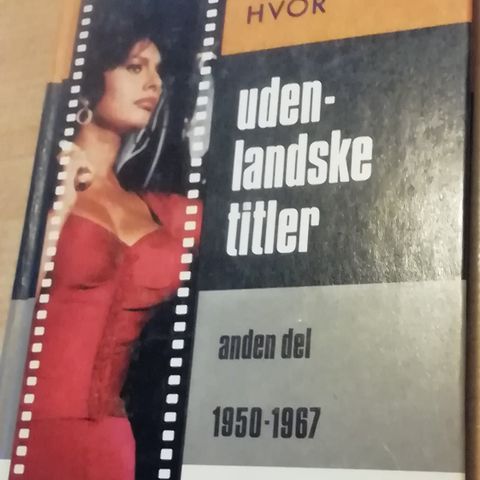 HVOR
uden-
landske
titler
anden del
1950-1967